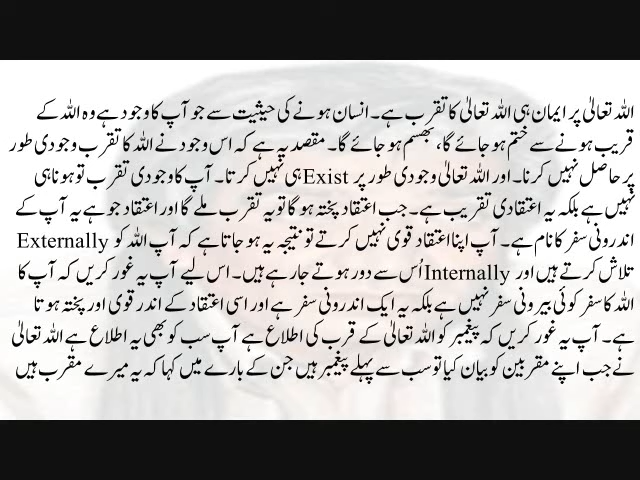 اللہ تعالیٰ پر ایمان ہی اللہ تعالیٰ کا تقرب ہے۔ انسان ہونے کی حیثیت سے جو آپ کا وجود ہے وہ اللہ کے
قریب ہونے سے ختم ہو جائے گا، بھسم ہو جائے گا۔ مقصد یہ ہے کہ اس وجود نے اللہ کا تقرب وجودی طور
پر حاصل نہیں کرنا۔ اور اللہ تعالیٰ وجودی طور پر Exist ہی نہیں کرتا۔ آپ کا وجودی تقرب تو ہونا ہی
نہیں ہے بلکہ یہ اعتقادی تقریب ہے۔ جب اعتقاد پختہ ہو گا تو یہ تقرب ملے گا اور اعتقاد جو ہے یہ آپ کے
اندرونی سفر کا نام ہے۔ آپ اپنا اعتقاد قوی نہیں کرتے تو نتیجہ یہ ہو جاتا ہے کہ آپ اللہ کو Externally
تلاش کرتے ہیں اور Internally اُس سے دور ہوتے جا رہے ہیں۔ اس لیے آپ یہ غور کریں کہ آپ کا
اللہ کا سفر کوئی بیرونی سفر نہیں ہے بلکہ یہ ایک اندرونی سفر ہے اور اسی اعتقاد کے اندر قوی اور پختہ ہوتا
ہے۔ آپ یہ غور کریں کہ پیغمبر کو اللہ تعالیٰ کے قرب کی اطلاع ہے آپ سب کو بھی یہ اطلاع ہے اللہ تعالیٰ
نے جب اپنے مقربین کو بیان کیا تو سب سے پہلے پیغمبر ہیں جن کے بارے میں کہا کہ یہ میرے مقرب ہیں